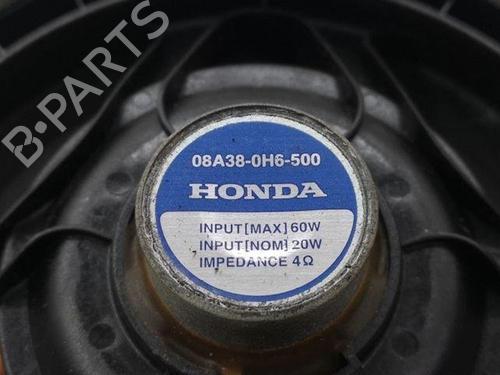 B-PARTS
08A38-0H6-500
HONDA
INPUT[MAX]60W
INPUT[NOM]20W
IMPEDANCE 4Ω